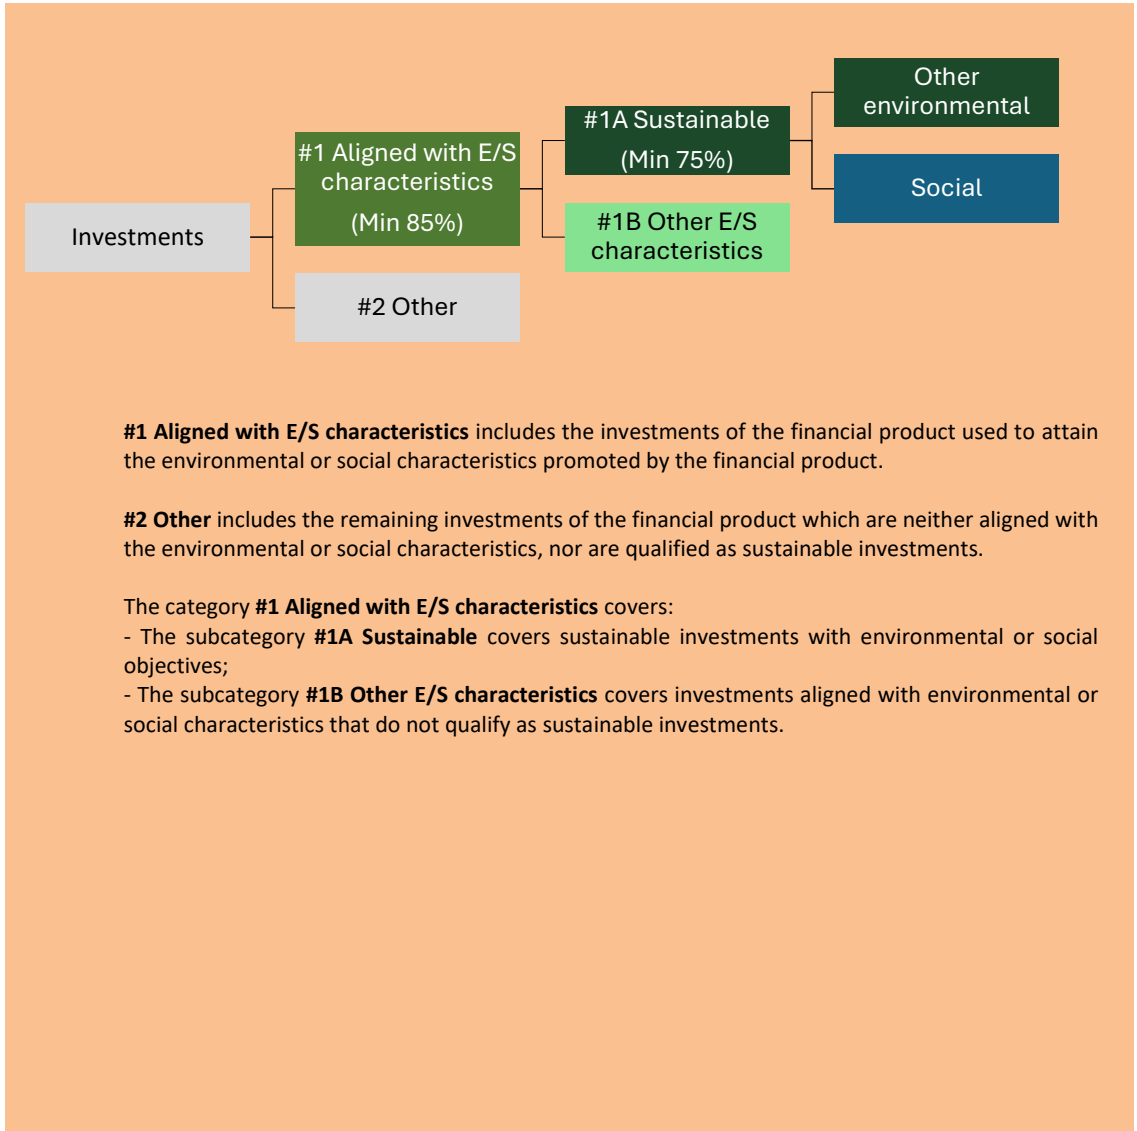 Investments
#1 Aligned with E/S
characteristics
(Min 85%)
#2 Other
#1A Sustainable
(Min 75%)
#1B Other E/S
characteristics
Other
environmental
Social
#1 Aligned with E/S characteristics includes the investments of the financial product used to attain
the environmental or social characteristics promoted by the financial product.
#2 Other includes the remaining investments of the financial product which are neither aligned with
the environmental or social characteristics, nor are qualified as sustainable investments.
The category #1 Aligned with E/S characteristics covers:
- The subcategory #1A Sustainable covers sustainable investments with environmental or social
objectives;
- The subcategory #1B Other E/S characteristics covers investments aligned with environmental or
social characteristics that do not qualify as sustainable investments.